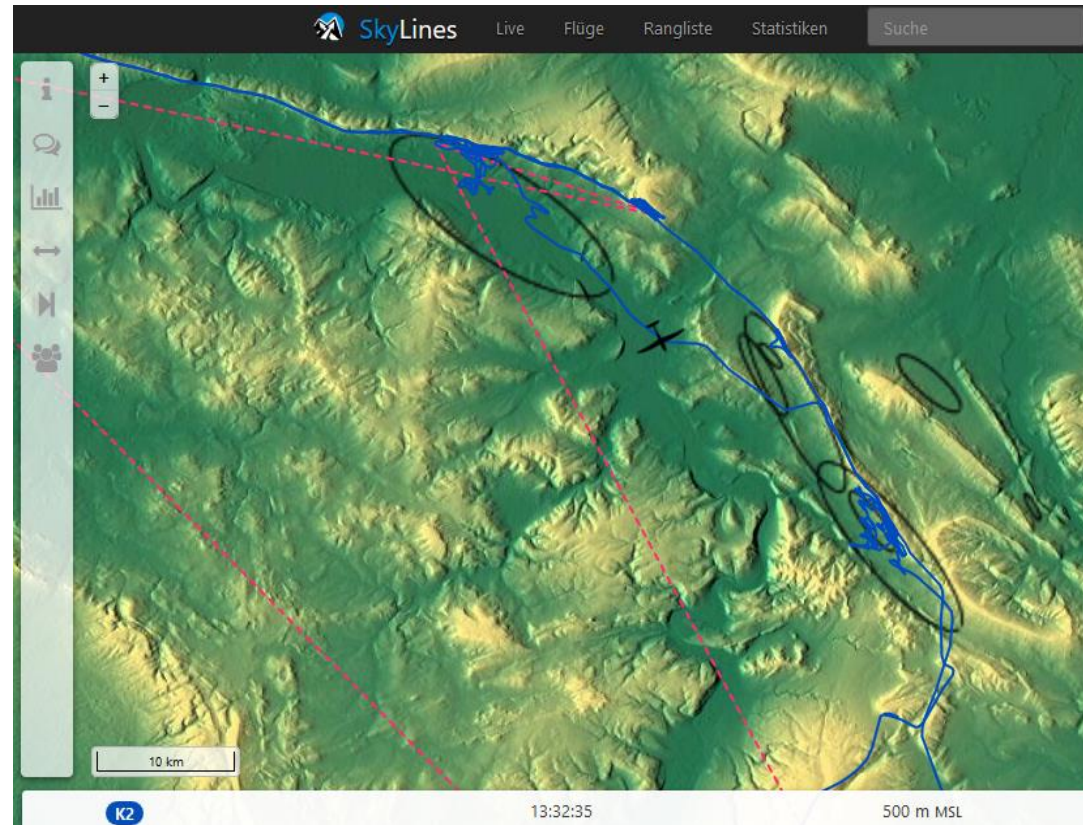 SkyLines Live Flüge Rangliste Statistiken Suche
+
−
10 km
K2 13:32:35 500 m MSL